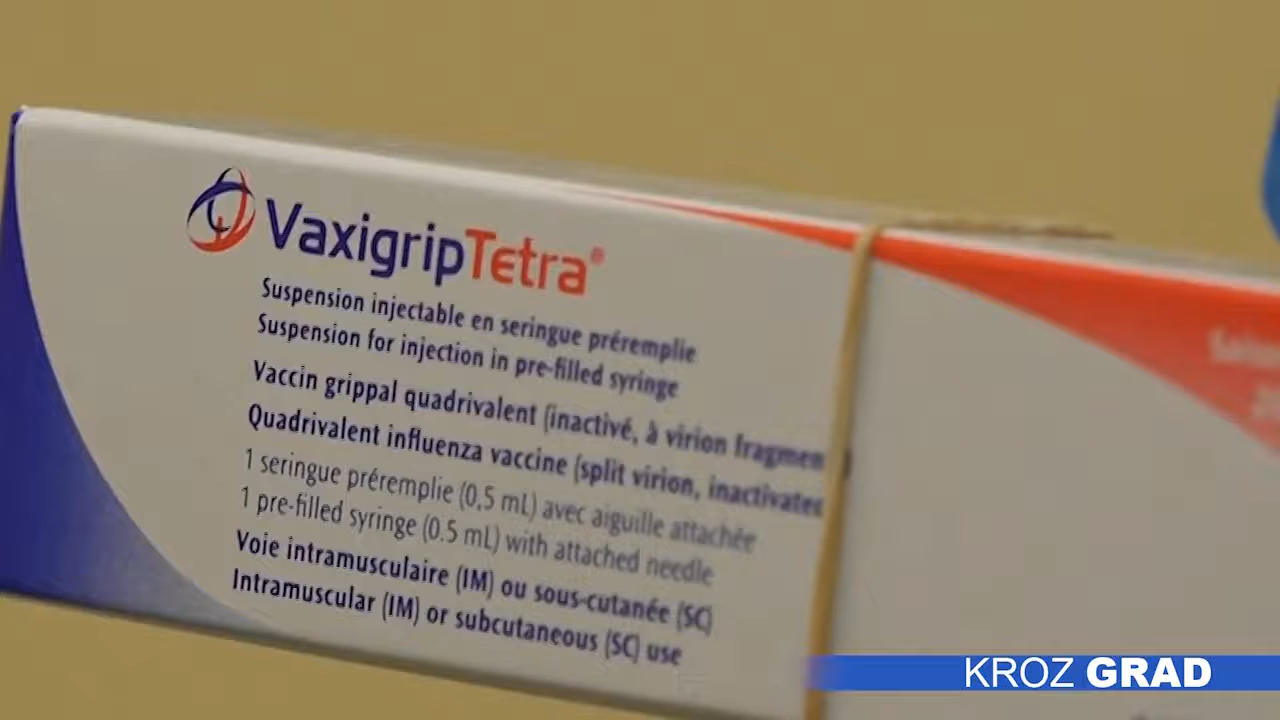 VaxigripTetra®
Suspension injectable en seringue préremplie
Suspension for injection in pre-filled syringe
Vaccin grippal quadrivalent (inactivé, à virion fragmen
Quadrivalent influenza vaccine (split virion, inactivated
1 seringue préremplie (0,5 mL) avec aiguille attachée
1 pre-filled syringe (0.5 mL) with attached needle
Voie intramusculaire (IM) ou sous-cutanée (SC)
Intramuscular (IM) or subcutaneous (SC) use
KROZ GRAD